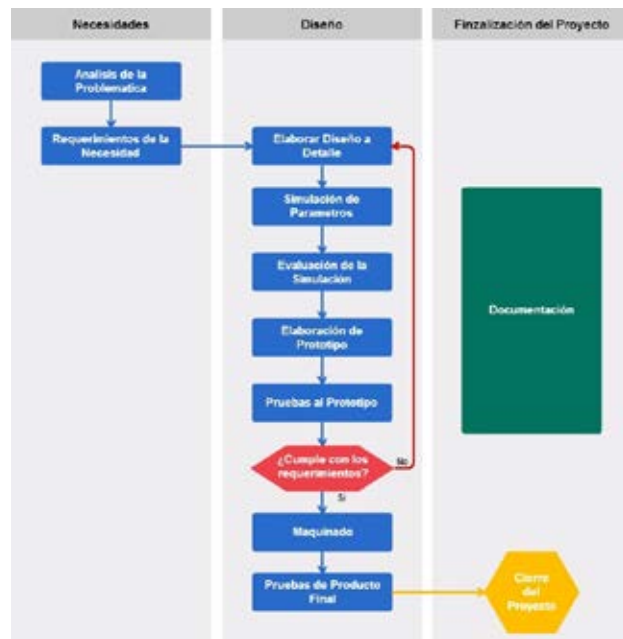 Necesidades
Diseño
Finzalización del Proyecto
Analisis de la
Problematica
Requerimientos de la
Necesidad
Elaborar Diseño a
Detalle
Simulación de
Parametros
Evaluación de la
Simulación
Elaboración de
Prototipo
Pruebas al Prototipo
¿Cumple con los
requerimientos?
No
Si
Maquinado
Pruebas de Producto
Final
Documentación
Cierre
del
Proyecto